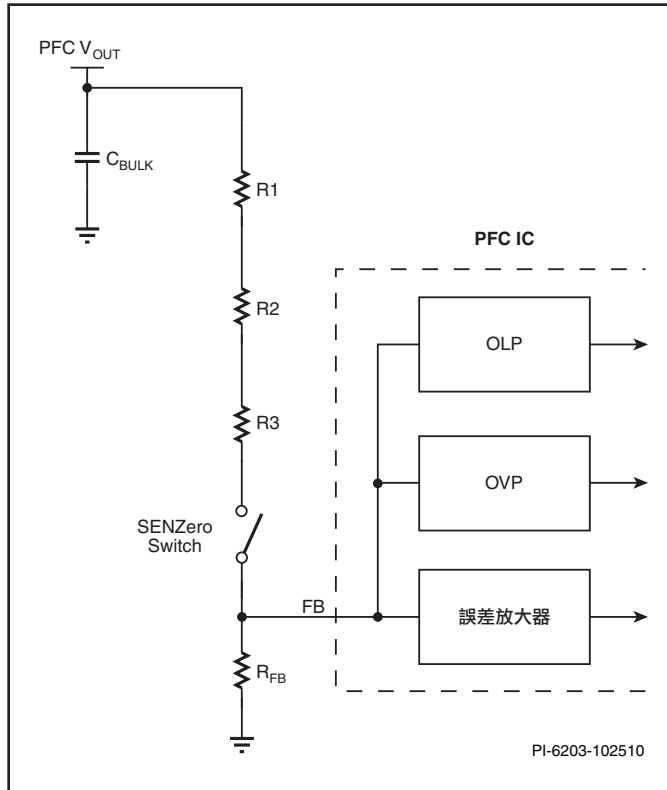 PFC VOUT
CBULK
R1
R2
R3
SENZero
Switch
FB
RFB
PFC IC
OLP
OVP
誤差放大器
PI-6203-102510